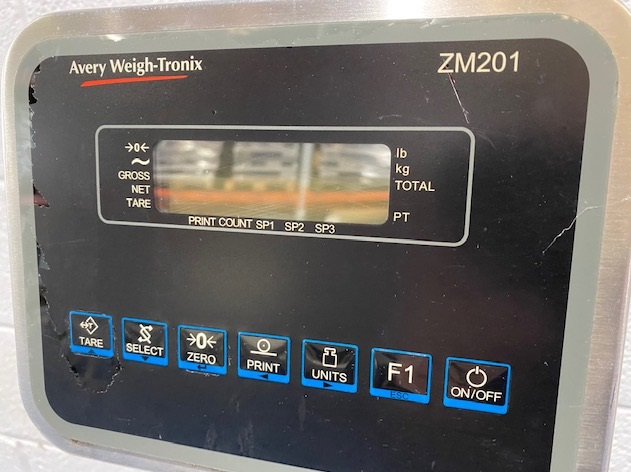 Avery Weigh-Tronix
ZM201
→0←
~
GROSS
NET
TARE
lb
kg
TOTAL
PT
PRINT COUNT SP1 SP2 SP3
TARE
SELECT
→0←
ZERO
PRINT
UNITS
F1
ESC
ON/OFF